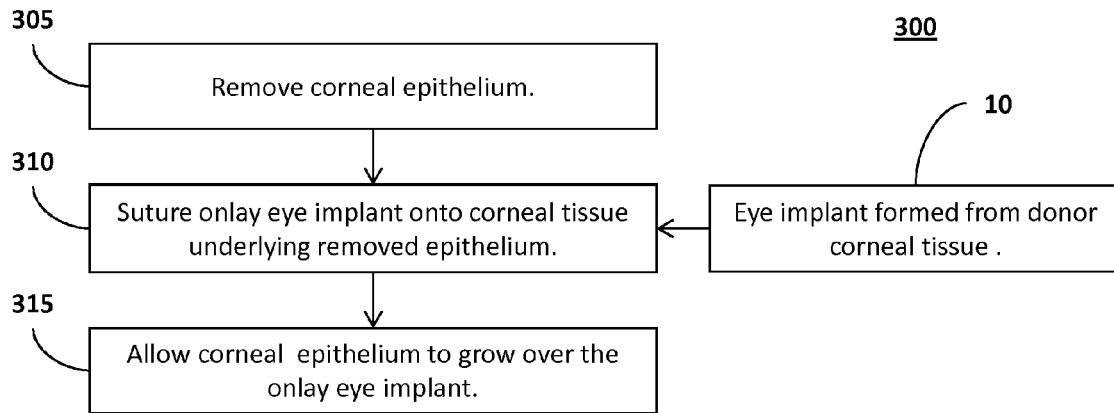 305
300
Remove corneal epithelium.
10
310
Suture onlay eye implant onto corneal tissue
underlying removed epithelium.
Eye implant formed from donor
corneal tissue .
315
Allow corneal  epithelium to grow over the
onlay eye implant.